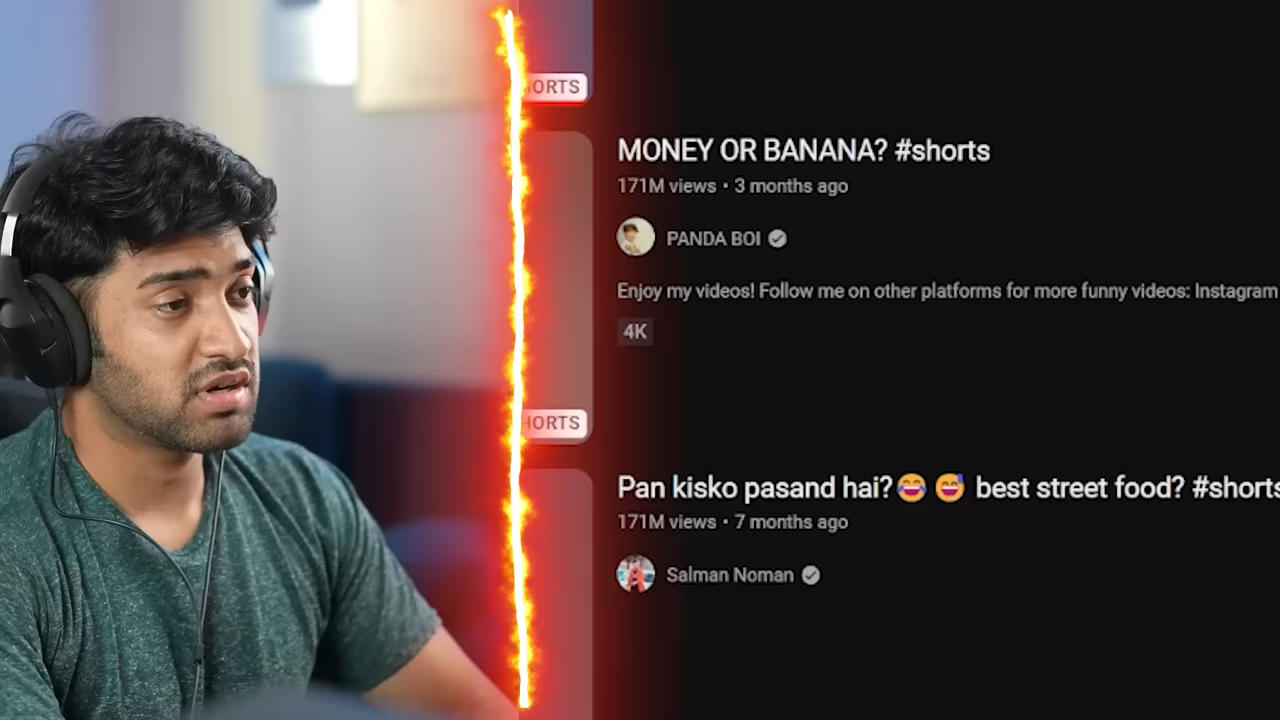 ORTS
MONEY OR BANANA? #shorts
171M views • 3 months ago
PANDA BOI
Enjoy my videos! Follow me on other platforms for more funny videos: Instagram
4K
HORTS
Pan kisko pasand hai?😂 😅 best street food? #shorts
171M views • 7 months ago
Salman Noman